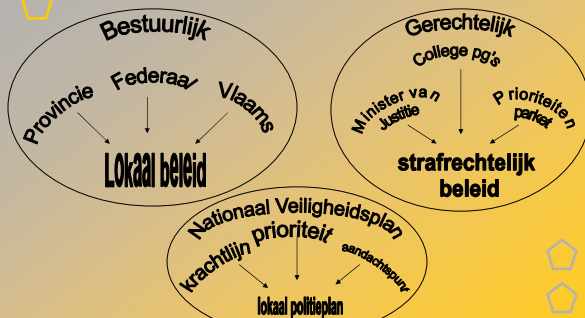 Bestuurlijk
Provincie
Federaal
Vlaams
Lokaal beleid
Gerechtelijk
College pg's
Minister van
Justitie
Prioriteiten
parket
strafrechtelijk
beleid
Nationaal Veiligheidsplan
krachtlijn
prioriteit
aandachtspunt
lokaal politieplan